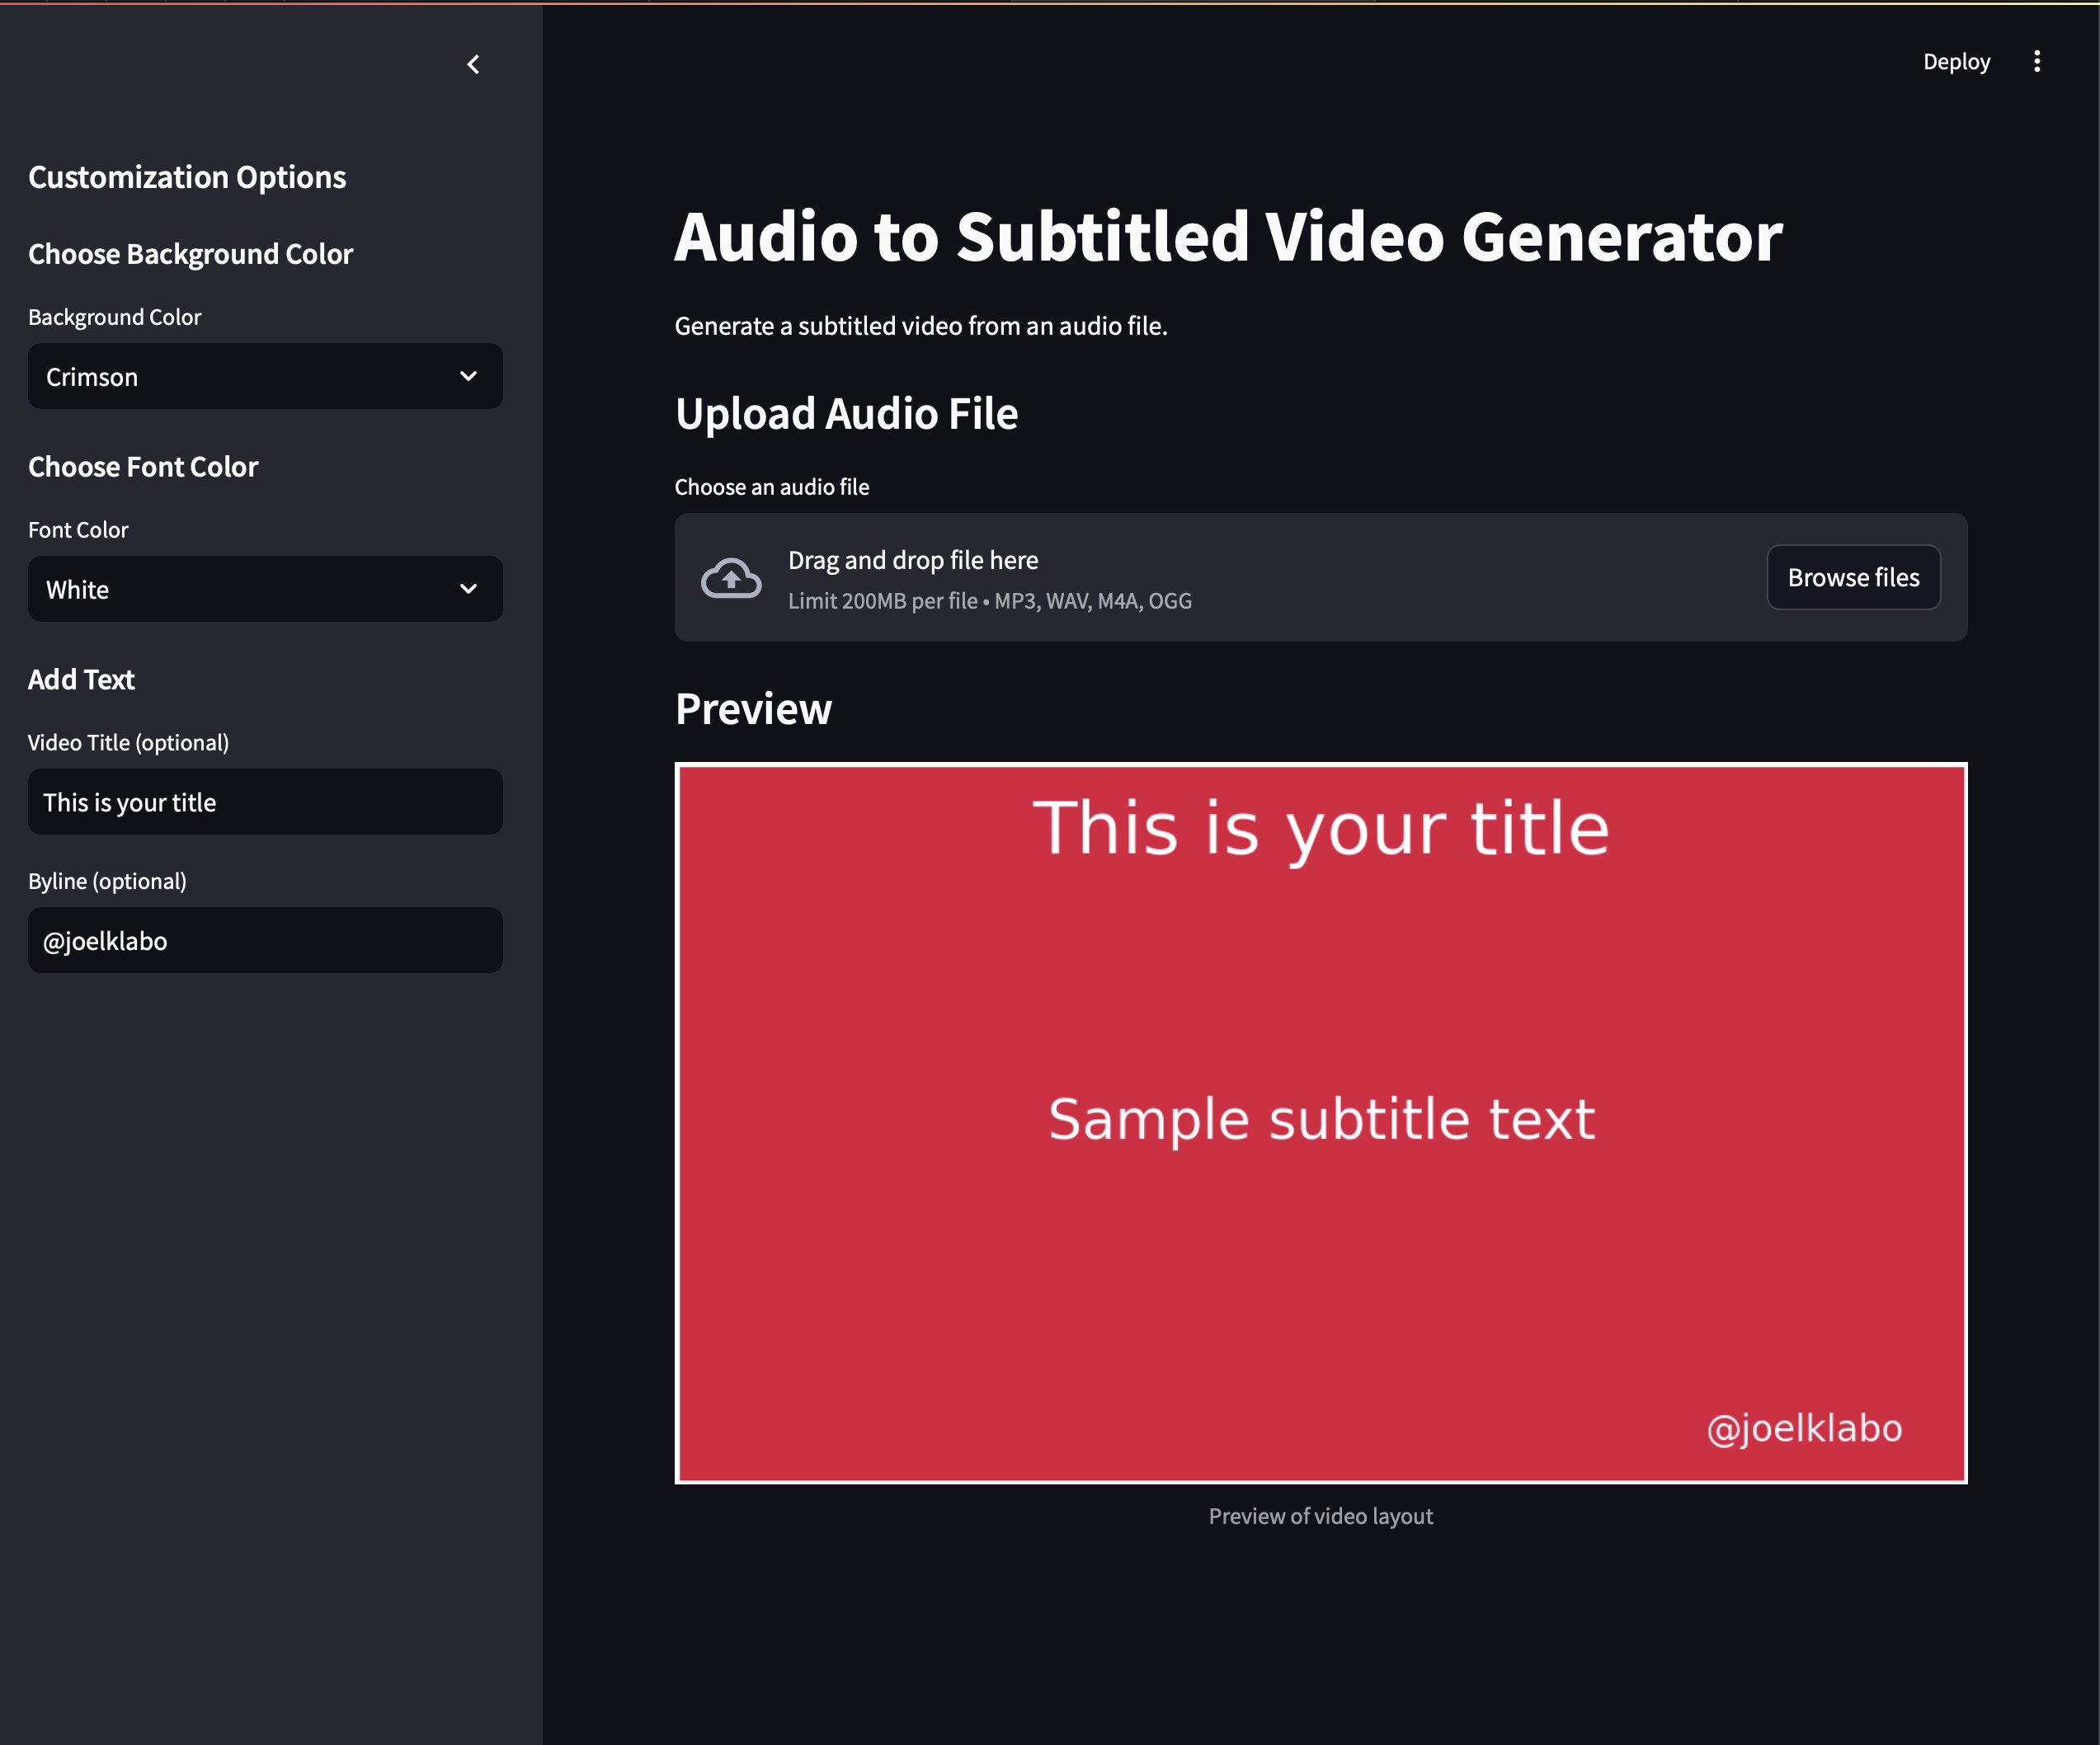 Deploy
Customization Options
Choose Background Color
Background Color
Crimson
Choose Font Color
Font Color
White
Add Text
Video Title (optional)
This is your title
Byline (optional)
@joelklabo
Audio to Subtitled Video Generator
Generate a subtitled video from an audio file.
Upload Audio File
Choose an audio file
Drag and drop file here
Limit 200MB per file • MP3, WAV, M4A, OGG
Browse files
Preview
This is your title
Sample subtitle text
@joelklabo
Preview of video layout